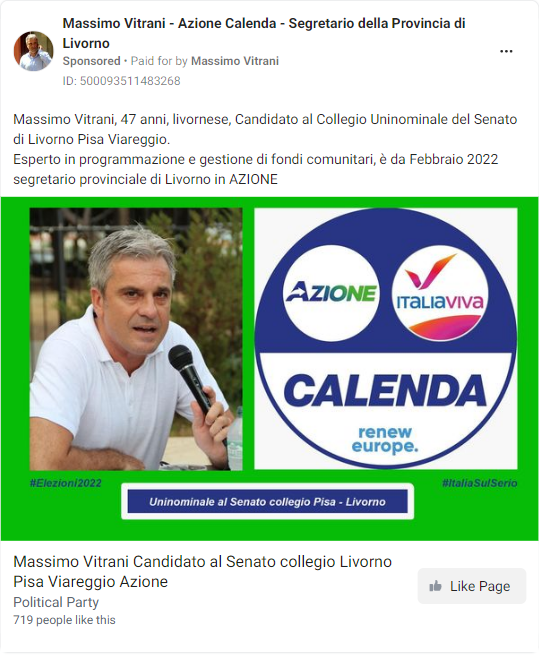 Massimo Vitrani - Azione Calenda - Segretario della Provincia di
Livorno
Sponsored • Paid for by Massimo Vitrani
ID: 500093511483268
Massimo Vitrani, 47 anni, livornese, Candidato al Collegio Uninominale del Senato
di Livorno Pisa Viareggio.
Esperto in programmazione e gestione di fondi comunitari, è da Febbraio 2022
segretario provinciale di Livorno in AZIONE
AZIONE
ITALIAVIVA
CALENDA
renew
europe.
#Elezioni2022
#ItaliaSulSerio
Uninominale al Senato collegio Pisa - Livorno
Massimo Vitrani Candidato al Senato collegio Livorno
Pisa Viareggio Azione
Political Party
719 people like this
Like Page